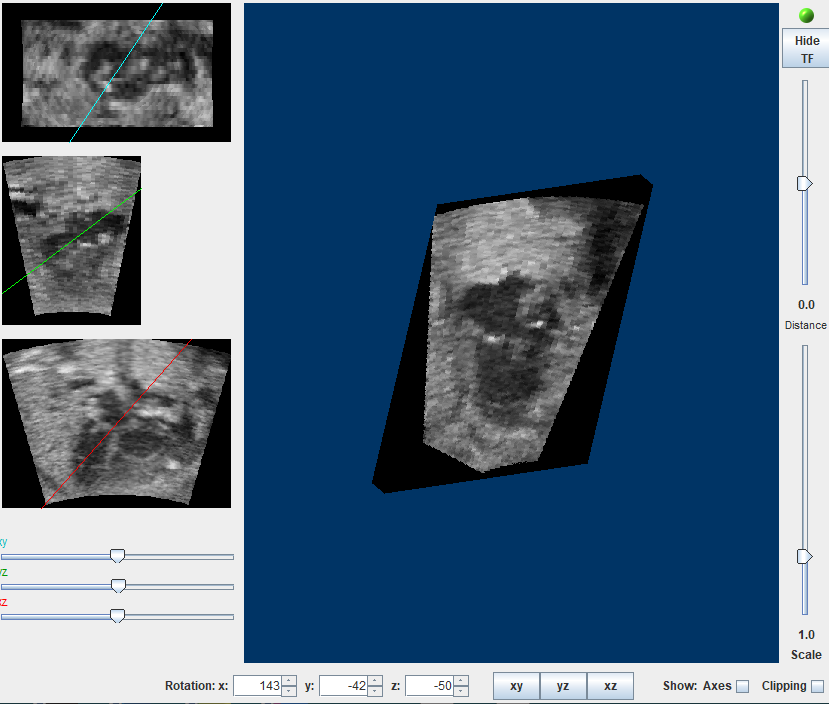 Hide
TF
0.0
Distance
xy
yz
xz
1.0
Scale
Rotation: x: 143 y: -42 z: -50 xy yz xz Show: Axes Clipping